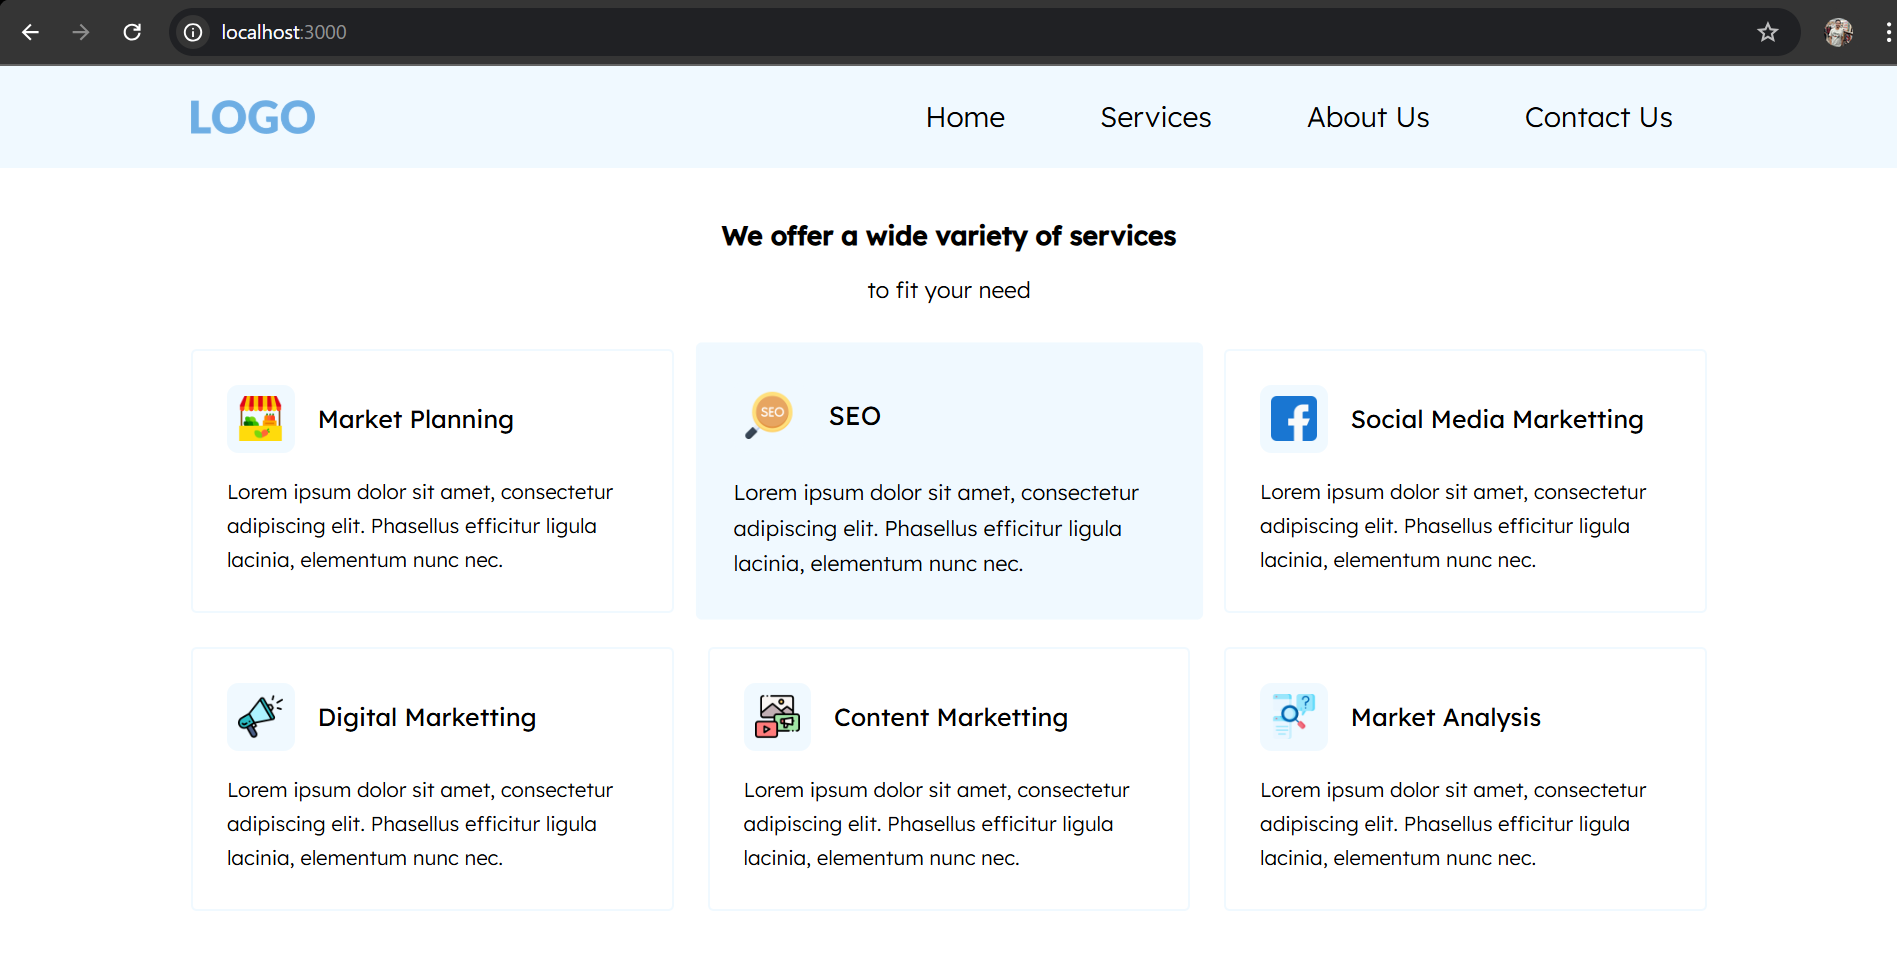 localhost:3000
LOGO
Home
Services
About Us
Contact Us
We offer a wide variety of services
to fit your need
Market Planning
Lorem ipsum dolor sit amet, consectetur
adipiscing elit. Phasellus efficitur ligula
lacinia, elementum nunc nec.
SEO
SEO
Lorem ipsum dolor sit amet, consectetur
adipiscing elit. Phasellus efficitur ligula
lacinia, elementum nunc nec.
Social Media Marketting
Lorem ipsum dolor sit amet, consectetur
adipiscing elit. Phasellus efficitur ligula
lacinia, elementum nunc nec.
Digital Marketting
Lorem ipsum dolor sit amet, consectetur
adipiscing elit. Phasellus efficitur ligula
lacinia, elementum nunc nec.
Content Marketting
Lorem ipsum dolor sit amet, consectetur
adipiscing elit. Phasellus efficitur ligula
lacinia, elementum nunc nec.
?
Market Analysis
Lorem ipsum dolor sit amet, consectetur
adipiscing elit. Phasellus efficitur ligula
lacinia, elementum nunc nec.